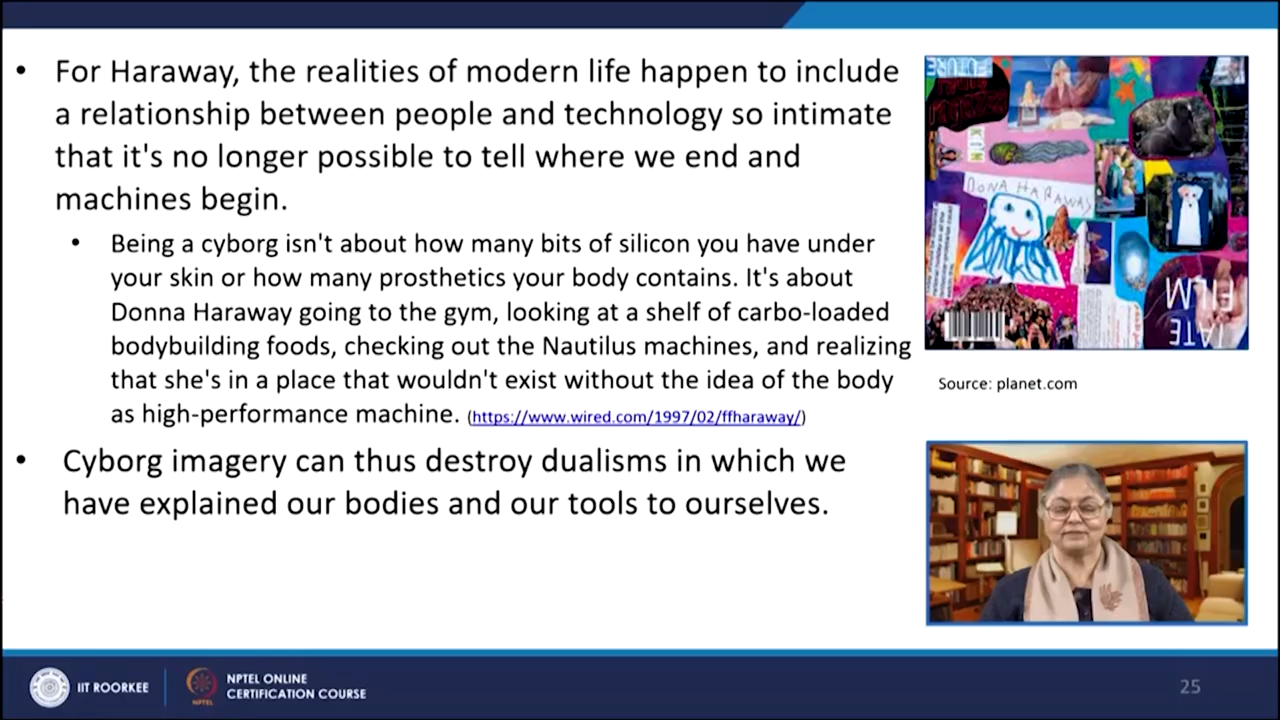 • For Haraway, the realities of modern life happen to include
a relationship between people and technology so intimate
that it's no longer possible to tell where we end and
machines begin.
• Being a cyborg isn't about how many bits of silicon you have under
your skin or how many prosthetics your body contains. It's about
Donna Haraway going to the gym, looking at a shelf of carbo-loaded
bodybuilding foods, checking out the Nautilus machines, and realizing
that she's in a place that wouldn't exist without the idea of the body
as high-performance machine. (https://www.wired.com/1997/02/ffharaway/)
• Cyborg imagery can thus destroy dualisms in which we
have explained our bodies and our tools to ourselves.
FUTURE
DONA HARAWAY
FILM
Source: planet.com
IIT ROORKEE
NPTEL
NPTEL ONLINE
CERTIFICATION COURSE
25